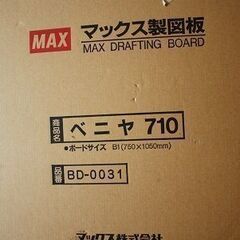 MAX マックス製図板
MAX DRAFTING BOARD
商品名 ベニヤ 710
●ボードサイズ B1(750×1050mm)
品番 BD-0031
マックス株式会社